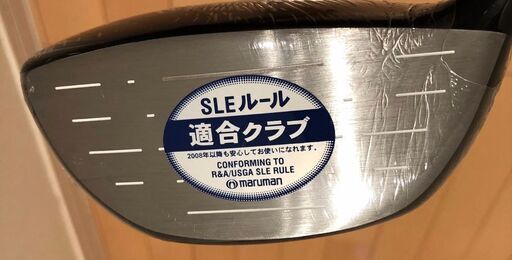 SLEルール
適合クラブ
2008年以降も安心してお使いになれます。
CONFORMING TO
R&A/USGA SLE RULE
maruman